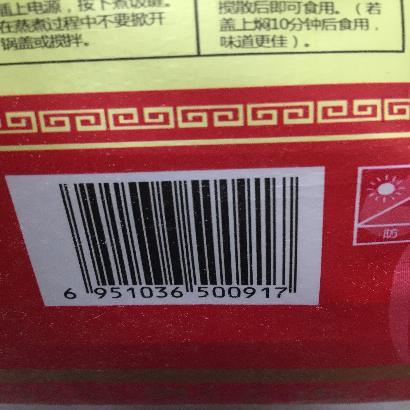 插上电源，按下煮饭键。
在蒸煮过程中不要掀开
锅盖或搅拌。
搅散后即可食用。（若
盖上焖10分钟后食用，
味道更佳）。
6 951036 500917
防